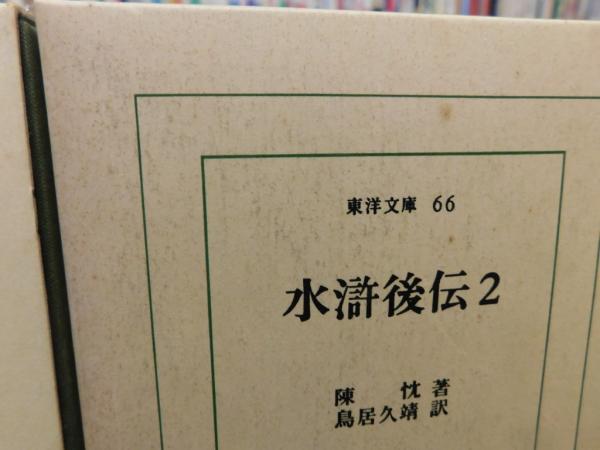 東洋文庫 66
水滸後伝2
陳 忱 著
鳥居久靖 訳